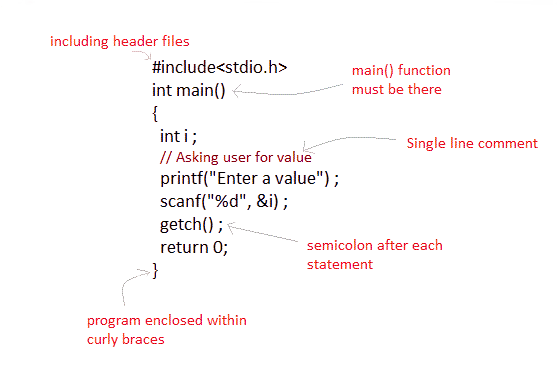 including header files
#include<stdio.h>
int main()
main() function
must be there
{
int i ;
// Asking user for value
Single line comment
printf("Enter a value") ;
scanf("%d", &i) ;
getch() ;
return 0;
semicolon after each
statement
}
program enclosed within
curly braces